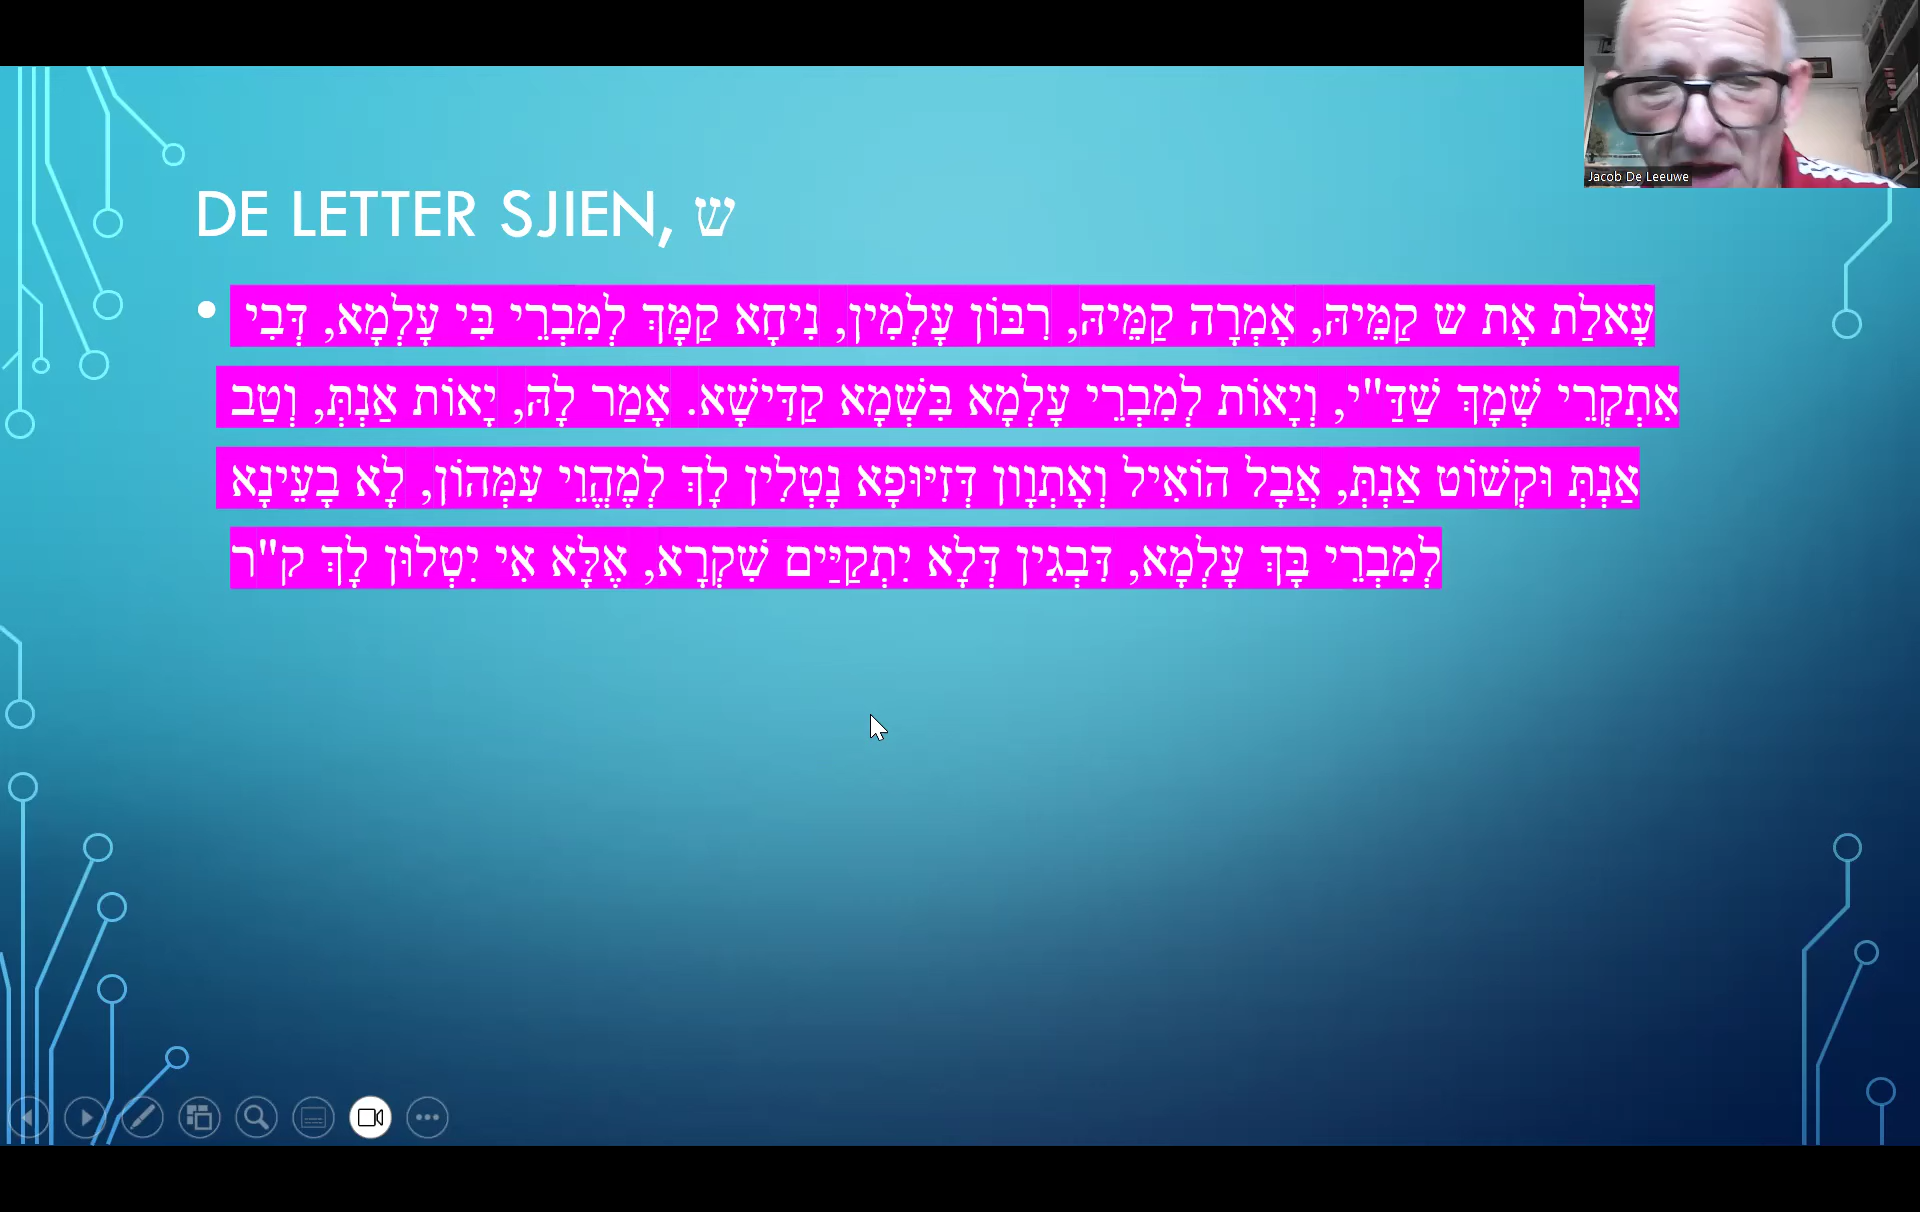 Jacob De Leeuwe
DE LETTER SJIEN, ש
עָאלַת אָת ש קַמֵּיהּ, אָמְרָה קַמֵּיהּ, רִבּוֹן עָלְמִין, נִיחָא קַמָּךְ לְמִבְרֵי בִּי עָלְמָא, דְּבִי
אִתְקְרֵי שְׁמָךְ שַׁדַּ"י, וְיָאוֹת לְמִבְרֵי עָלְמָא בִּשְׁמָא קַדִּישָׁא. אָמַר לָהּ, יָאוֹת אַנְתְּ, וְטַב
אַנְתְּ וּקְשׁוֹט אַנְתְּ, אֲבָל הוֹאִיל וְאָתְוָון דְּזִיּוּפָא נָטְלִין לָךְ לְמֶהֱוֵי עִמְּהוֹן, לָא בָעֵינָא
לְמִבְרֵי בָּךְ עָלְמָא, דִּבְגִין דְּלָא יִתְקַיַּים שִׁקְרָא, אֶלָּא אִי יִטְלוּן לָךְ ק"ר